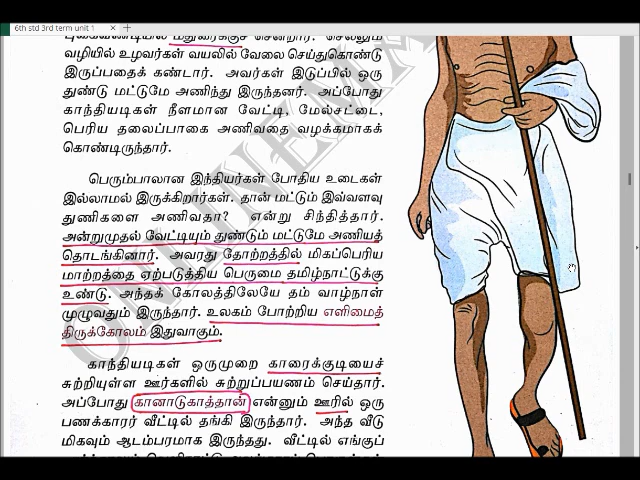 6th std 3rd term unit 1
புகைவண்டியில் மதுரைக்குச் சென்றார். செல்லும்
வழியில் உழவர்கள் வயலில் வேலை செய்துகொண்டு
இருப்பதைக் கண்டார். அவர்கள் இடுப்பில் ஒரு
துண்டு மட்டுமே அணிந்து இருந்தனர். அப்போது
காந்தியடிகள் நீளமான வேட்டி, மேல்சட்டை,
பெரிய தலைப்பாகை அணிவதை வழக்கமாகக்
கொண்டிருந்தார்.
பெரும்பாலான இந்தியர்கள் போதிய உடைகள்
இல்லாமல் இருக்கிறார்கள். தான் மட்டும் இவ்வளவு
துணிகளை அணிவதா? என்று சிந்தித்தார்.
அன்றுமுதல் வேட்டியும் துண்டும் மட்டுமே அணியத்
தொடங்கினார். அவரது தோற்றத்தில் மிகப்பெரிய
மாற்றத்தை ஏற்படுத்திய பெருமை தமிழ்நாட்டுக்கு
உண்டு. அந்தக் கோலத்திலேயே தம் வாழ்நாள்
முழுவதும் இருந்தார். உலகம் போற்றிய எளிமைத்
திருக்கோலம் இதுவாகும்.
காந்தியடிகள் ஒருமுறை காரைக்குடியைச்
சுற்றியுள்ள ஊர்களில் சுற்றுப்பயணம் செய்தார்.
அப்போது கானாடுகாத்தான் என்னும் ஊரில் ஒரு
பணக்காரர் வீட்டில் தங்கி இருந்தார். அந்த வீடு
மிகவும் ஆடம்பரமாக இருந்தது. வீட்டில் எங்குப்